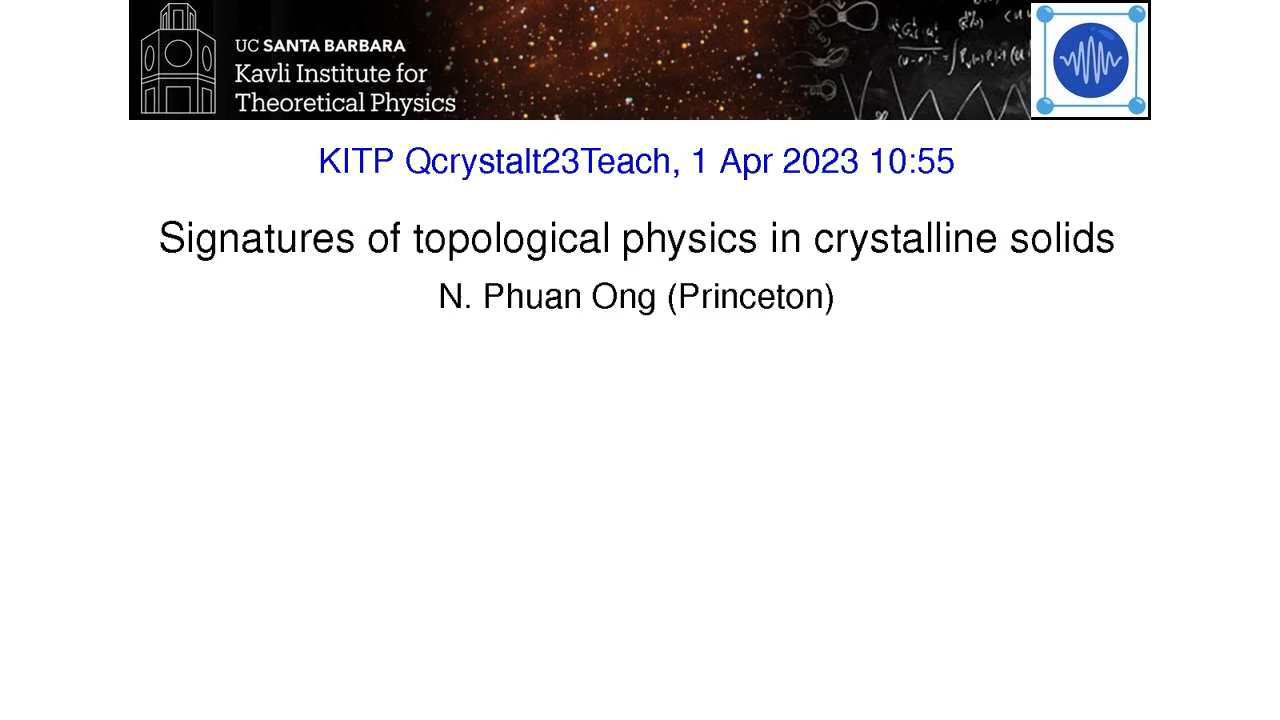 UC SANTA BARBARA
Kavli Institute for
Theoretical Physics
KITP Qcrystalt23Teach, 1 Apr 2023 10:55
Signatures of topological physics in crystalline solids
N. Phuan Ong (Princeton)